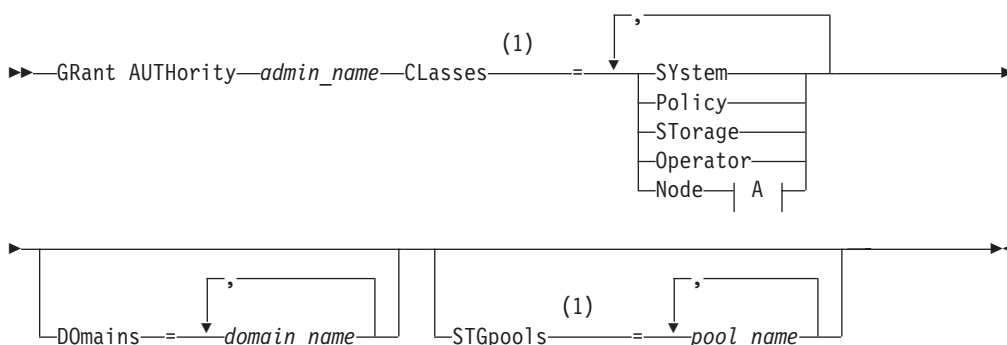 ,
(1)
GRant AUTHority admin_name CLasses = SYstem
Policy
STorage
Operator
Node A
, ,
(1)
DOmains = domain_name STGpools = pool_name